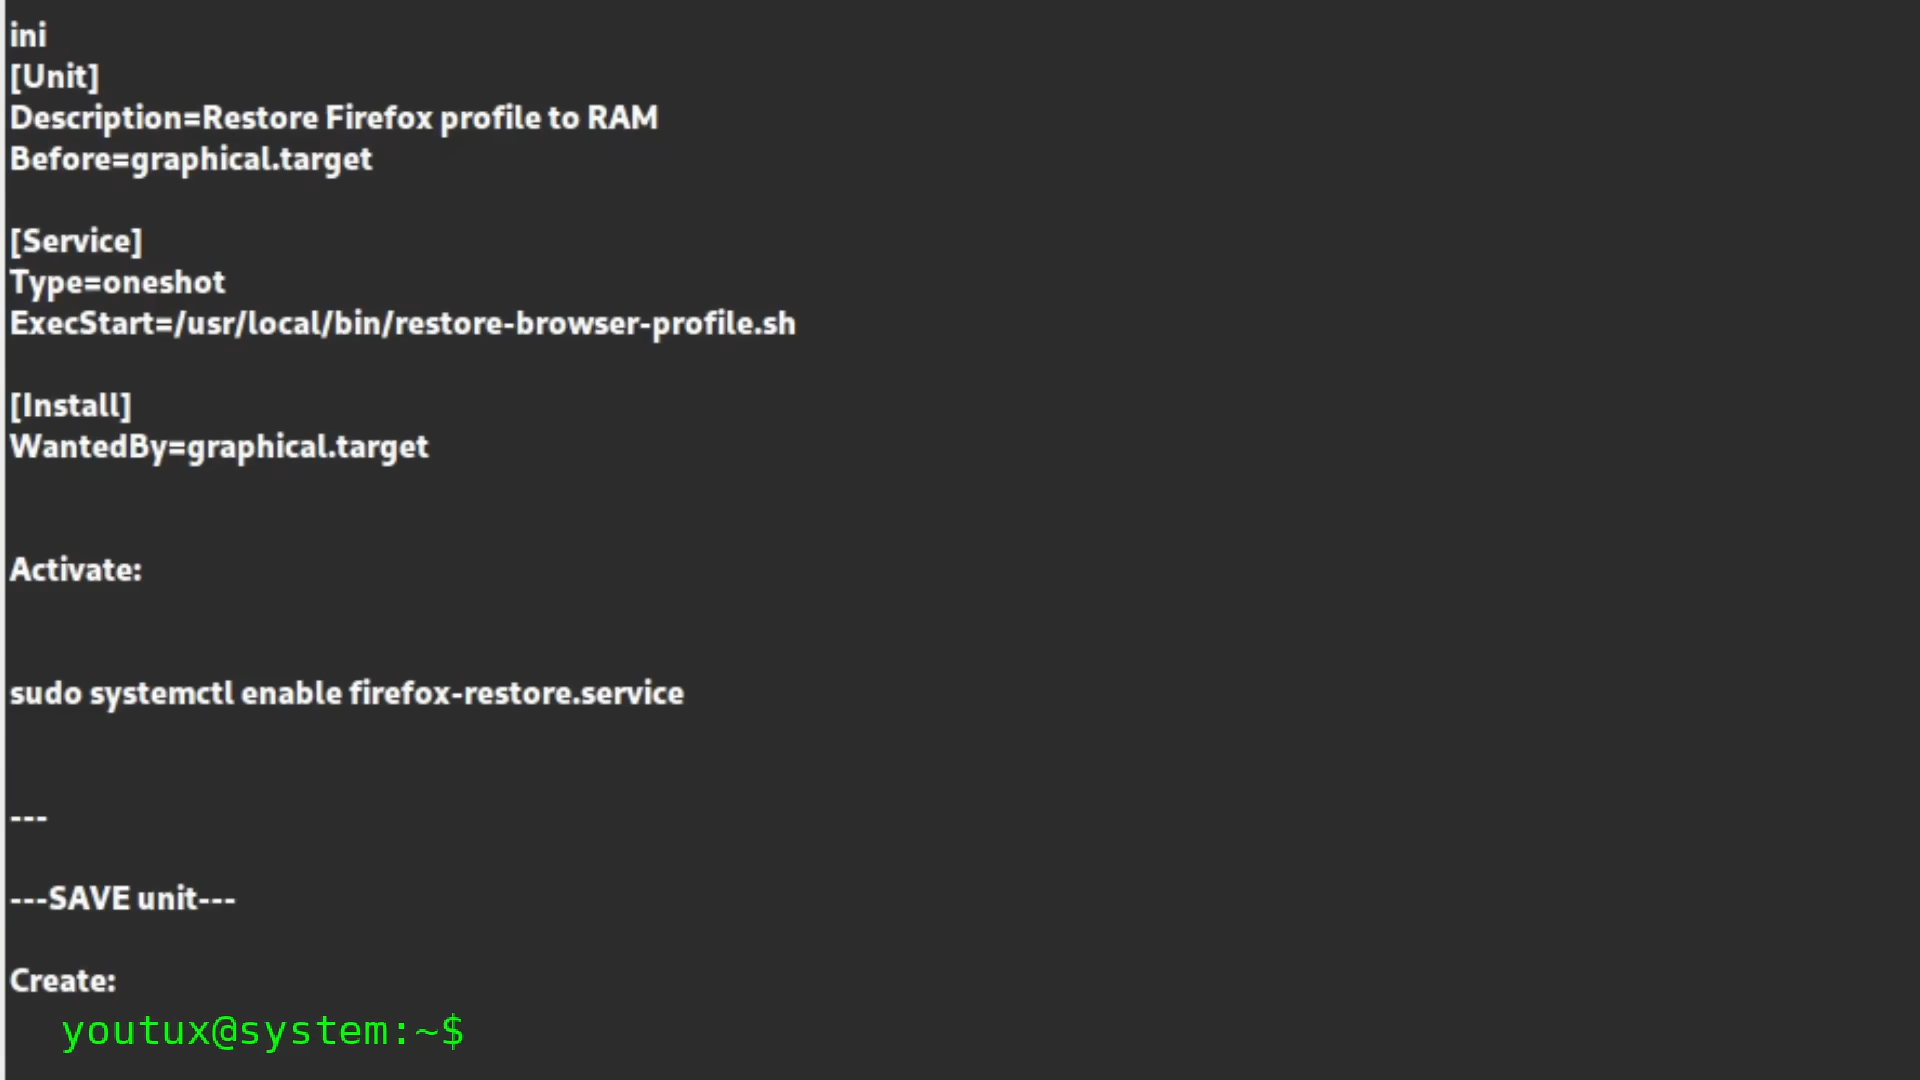 ini
[Unit]
Description=Restore Firefox profile to RAM
Before=graphical.target
[Service]
Type=oneshot
ExecStart=/usr/local/bin/restore-browser-profile.sh
[Install]
WantedBy=graphical.target
Activate:
sudo systemctl enable firefox-restore.service
---
---SAVE unit---
Create:
youtux@system:~$